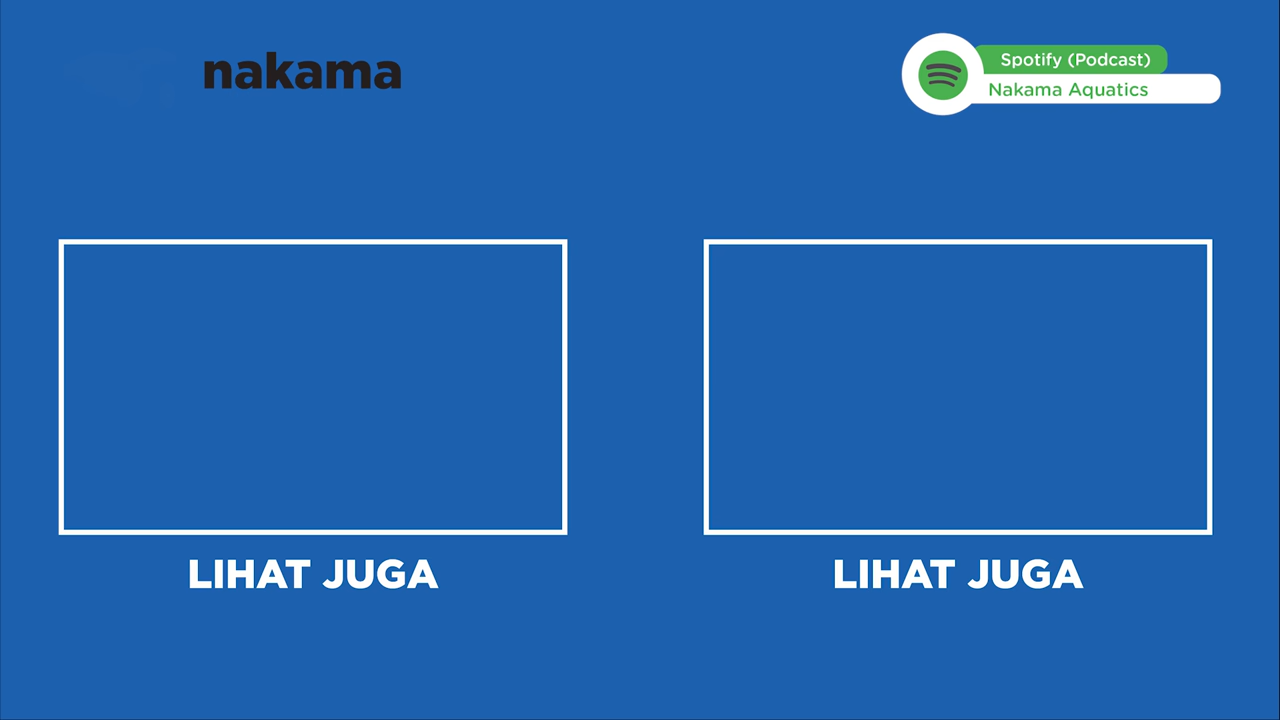 nakama
Spotify (Podcast)
Nakama Aquatics
LIHAT JUGA
LIHAT JUGA